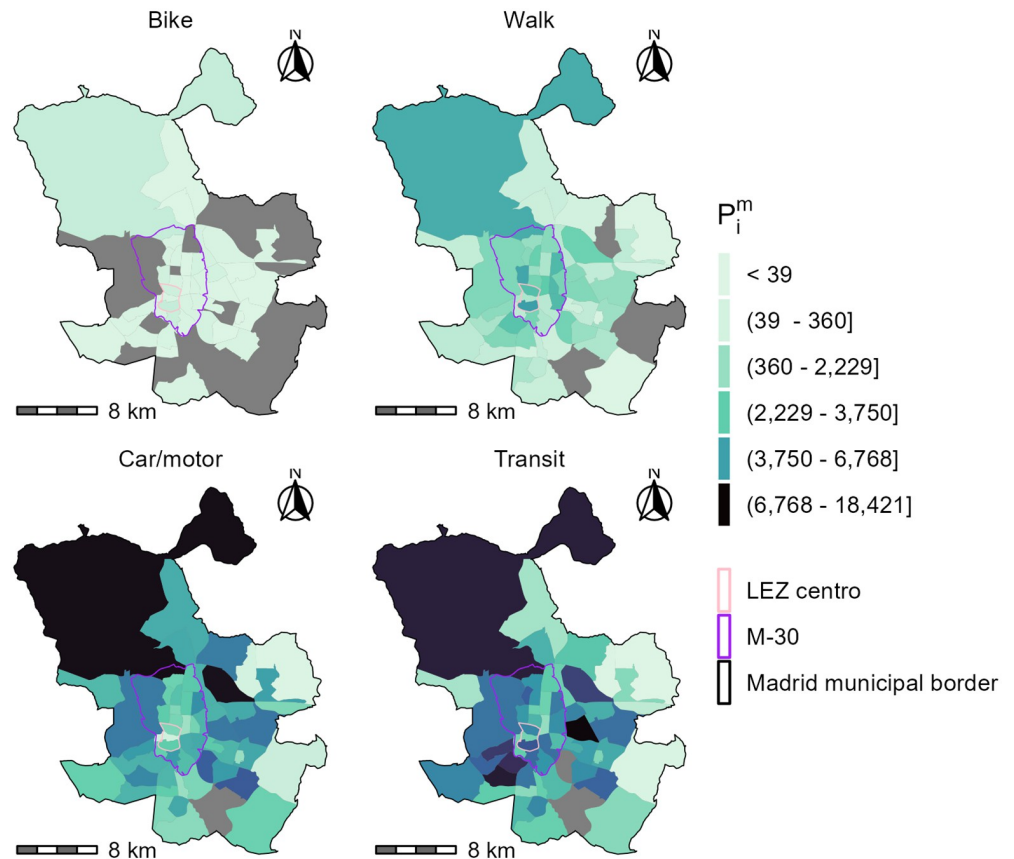 Bike
Walk
N
N
8 km
8 km
Car/motor
Transit
N
N
8 km
8 km
P_i^m
< 39
(39 - 360]
(360 - 2,229]
(2,229 - 3,750]
(3,750 - 6,768]
(6,768 - 18,421]
LEZ centro
M-30
Madrid municipal border